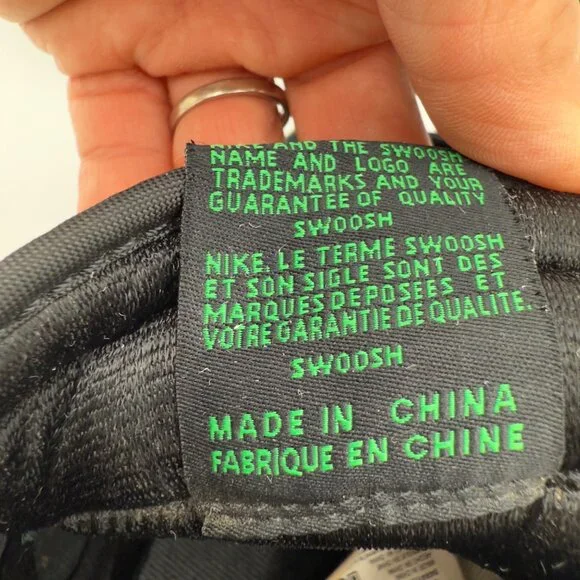 NIKE AND THE SWOOSH
NAME AND LOGO ARE
TRADEMARKS AND YOUR
GUARANTEE OF QUALITY
SWOOSH
NIKE. LE TERME SWOOSH
ET SON SIGLE SONT DES
MARQUES DEPOSEES ET
VOTRE GARANTIE DE QUALITE.
SWOOSH
MADE IN CHINA
FABRIQUE EN CHINE